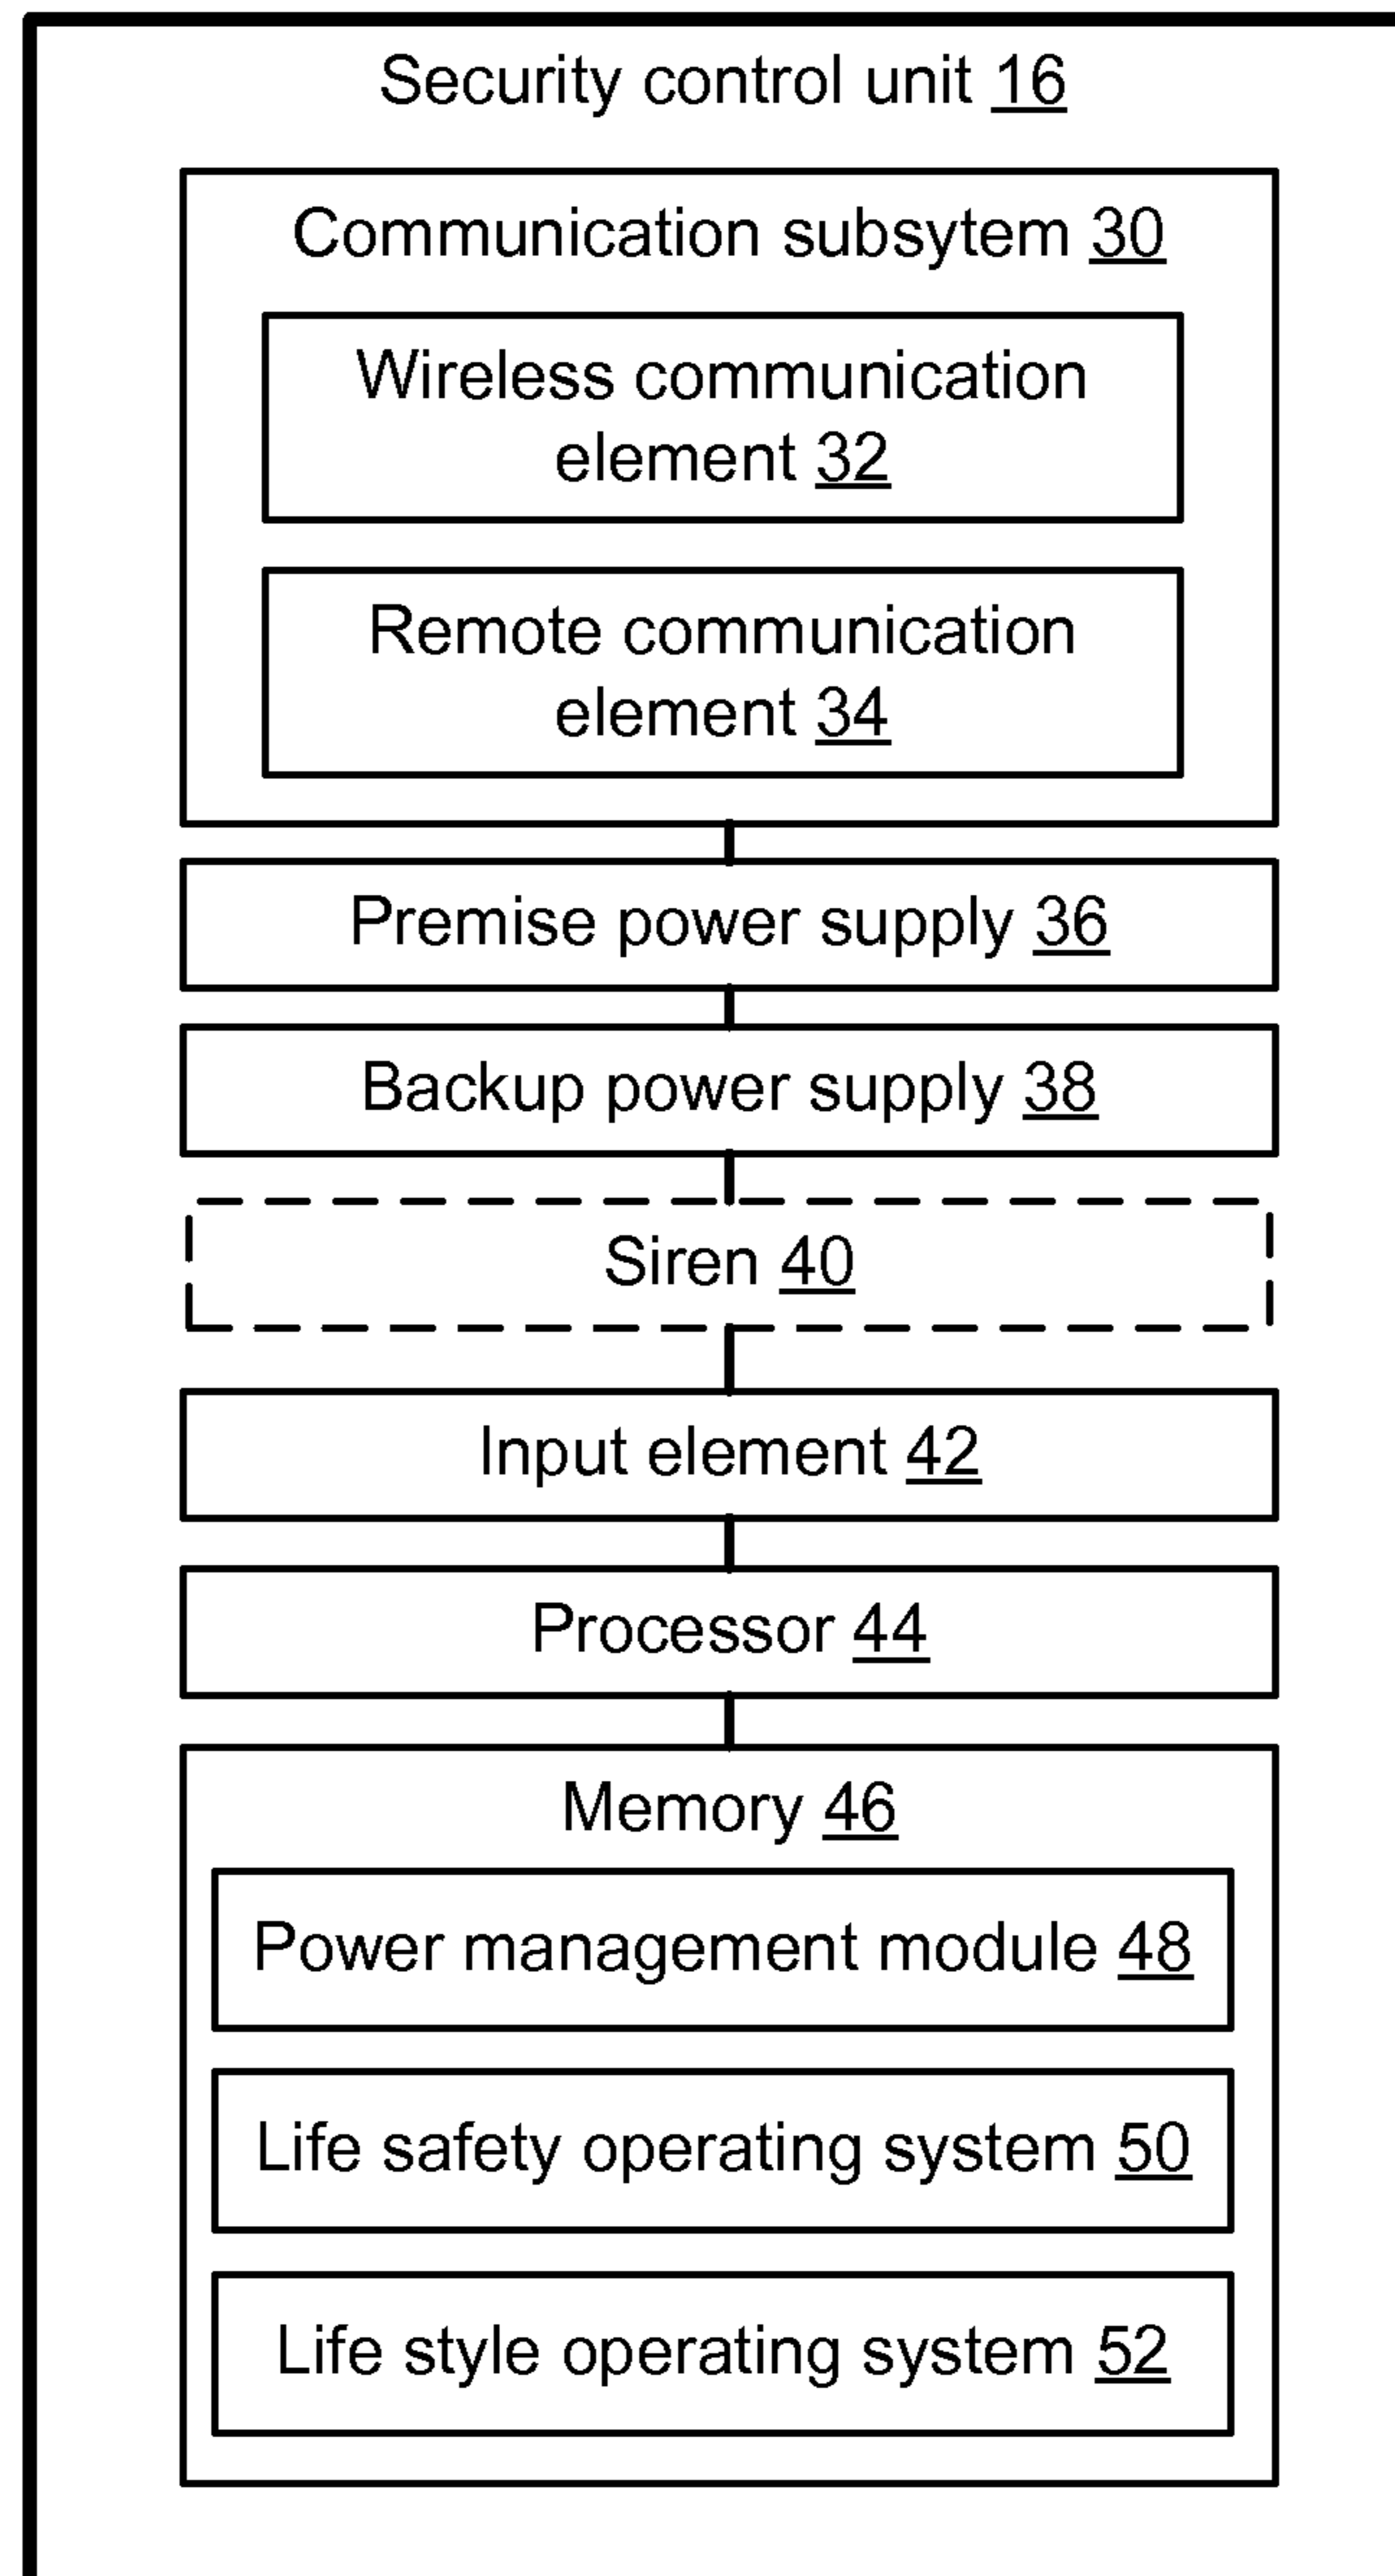 Security control unit 16
Communication subsytem 30
Wireless communication
element 32
Remote communication
element 34
Premise power supply 36
Backup power supply 38
Siren 40
Input element 42
Processor 44
Memory 46
Power management module 48
Life safety operating system 50
Life style operating system 52